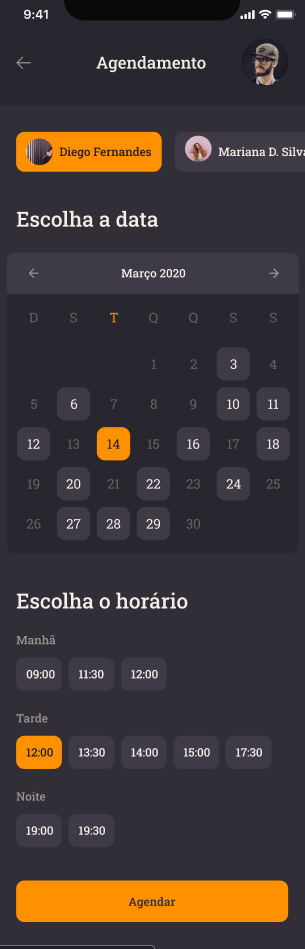 9:41
Agendamento
Diego Fernandes Mariana D. Silva
Escolha a data
Março 2020
D S T Q Q S S
1 2 3 4
5 6 7 8 9 10 11
12 13 14 15 16 17 18
19 20 21 22 23 24 25
26 27 28 29 30
Escolha o horário
Manhã
09:00 11:30 12:00
Tarde
12:00 13:30 14:00 15:00 17:30
Noite
19:00 19:30
Agendar